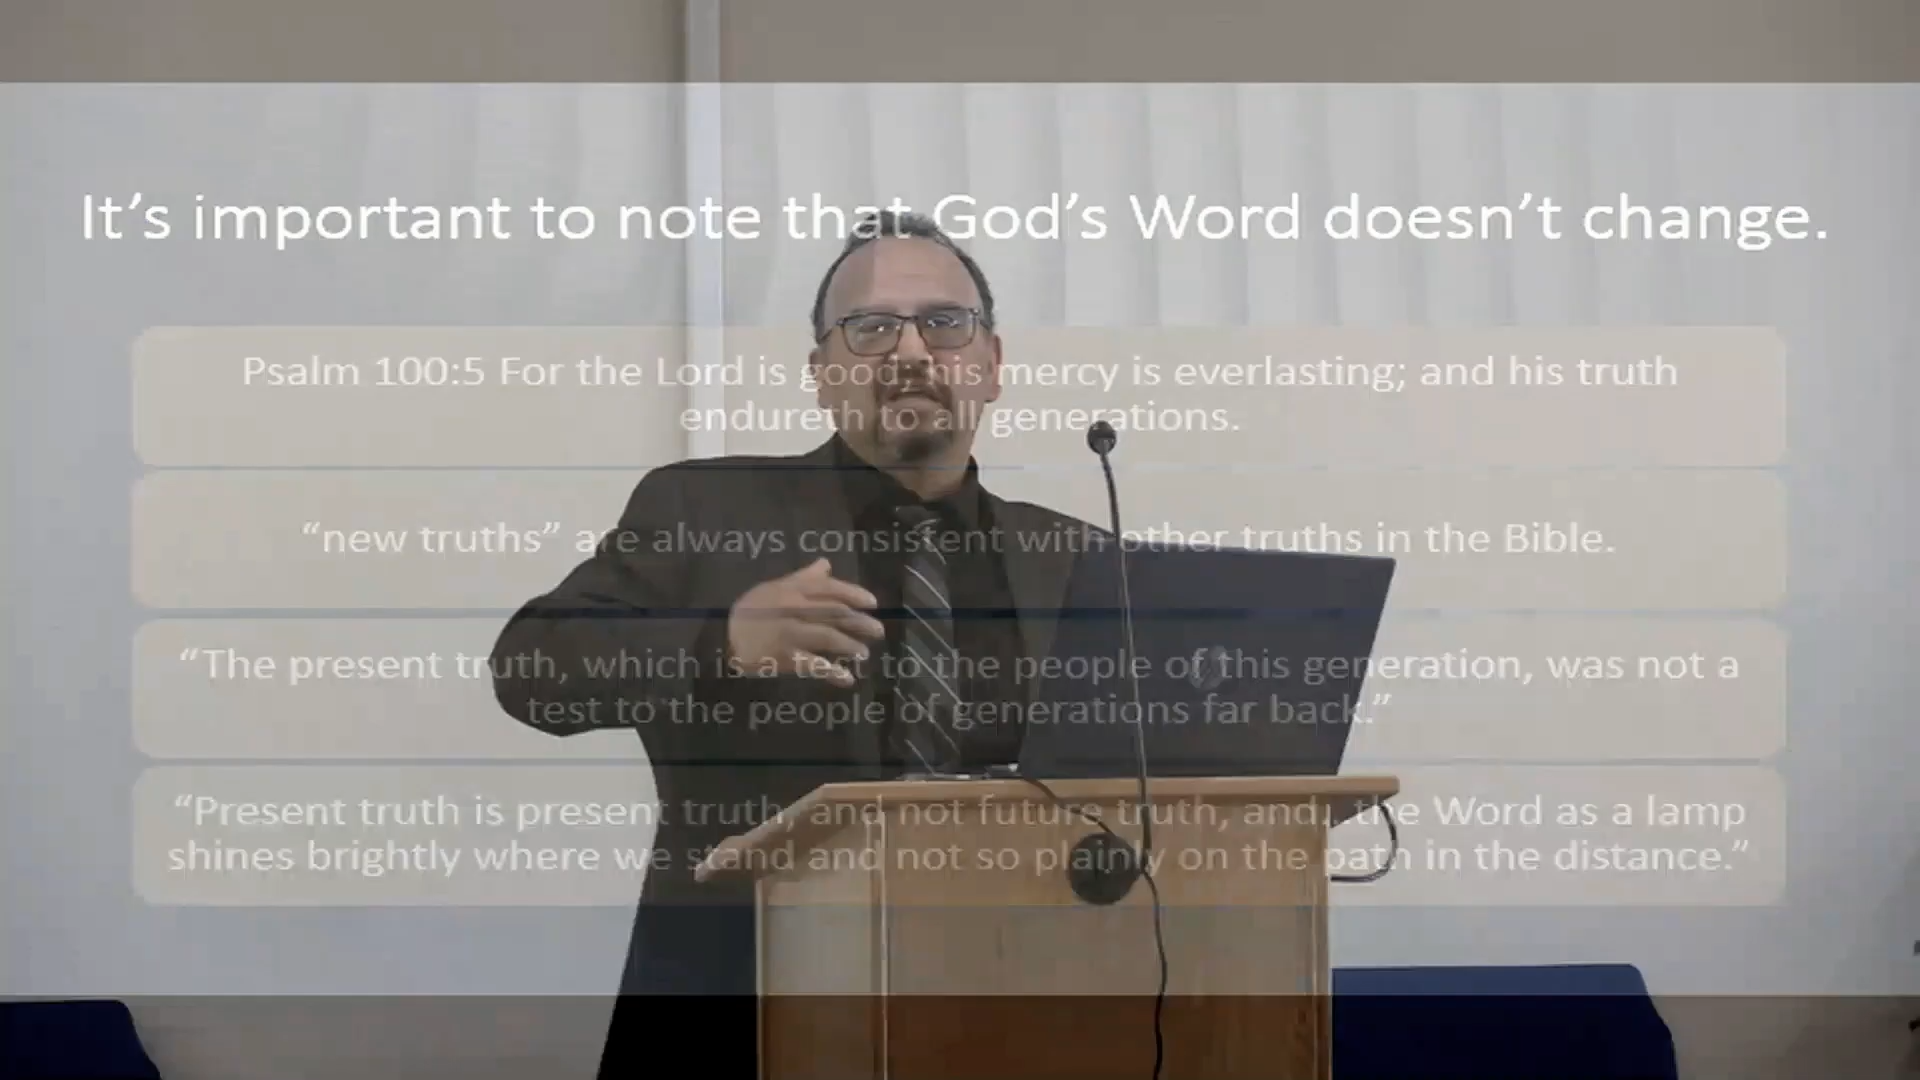 It's important to note that God's Word doesn't change.
Psalm 100:5 For the Lord is good; his mercy is everlasting; and his truth
endureth to all generations.
“new truths” are always consistent with other truths in the Bible.
“The present truth, which is a test to the people of this generation, was not a
test to the people of generations far back.”
“Present truth is present truth, and not future truth, and, the Word as a lamp
shines brightly where we stand and not so plainly on the path in the distance.”
hp